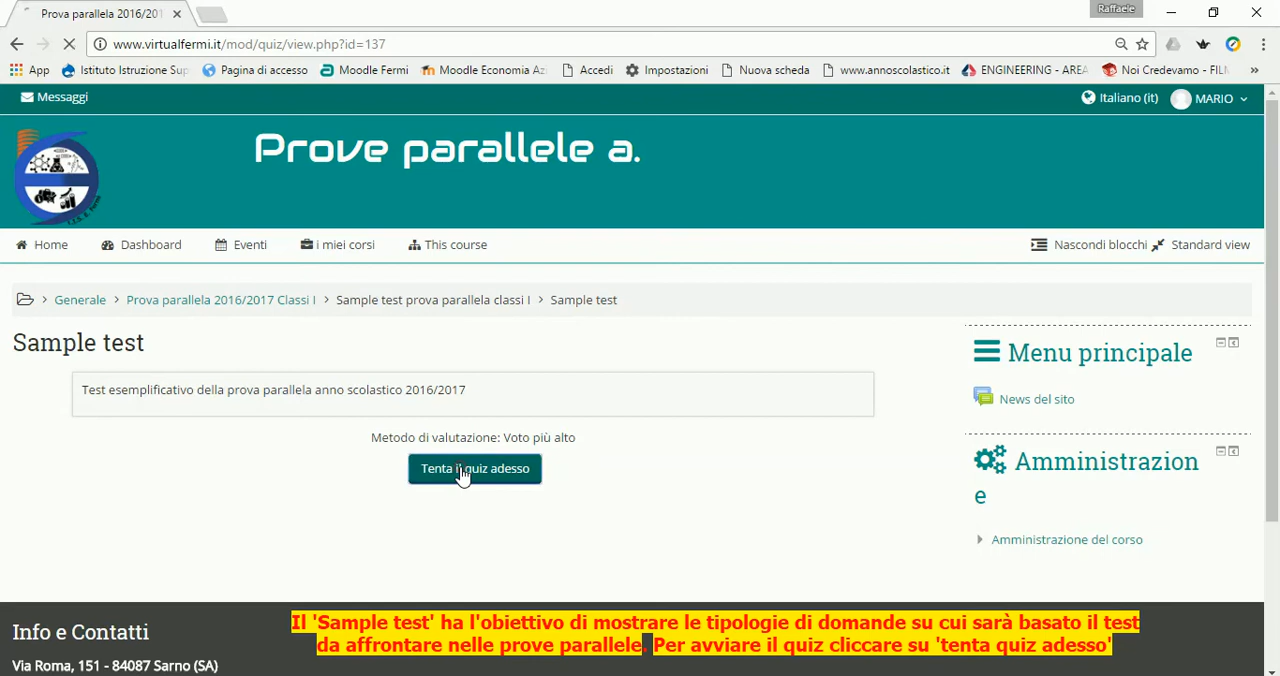 Prova parallela 2016/201
Raffaele
www.virtualfermi.it/mod/quiz/view.php?id=137
App
Istituto Istruzione Sup
Pagina di accesso
Moodle Fermi
Moodle Economia Az
Accedi
Impostazioni
Nuova scheda
www.annoscolastico.it
ENGINEERING - AREA
Noi Credevamo - FILM
Messaggi
Italiano (it)
MARIO
Prove parallele a.
Home
Dashboard
Eventi
i miei corsi
This course
Nascondi blocchi
Standard view
Generale
Prova parallela 2016/2017 Classi I
Sample test prova parallela classi I
Sample test
Sample test
Test esemplificativo della prova parallela anno scolastico 2016/2017
Metodo di valutazione: Voto più alto
Tenta il quiz adesso
Menu principale
News del sito
Amministrazion
e
Amministrazione del corso
Info e Contatti
Via Roma, 151 - 84087 Sarno (SA)
Il 'Sample test' ha l'obiettivo di mostrare le tipologie di domande su cui sarà basato il test
da affrontare nelle prove parallele. Per avviare il quiz cliccare su 'tenta quiz adesso'